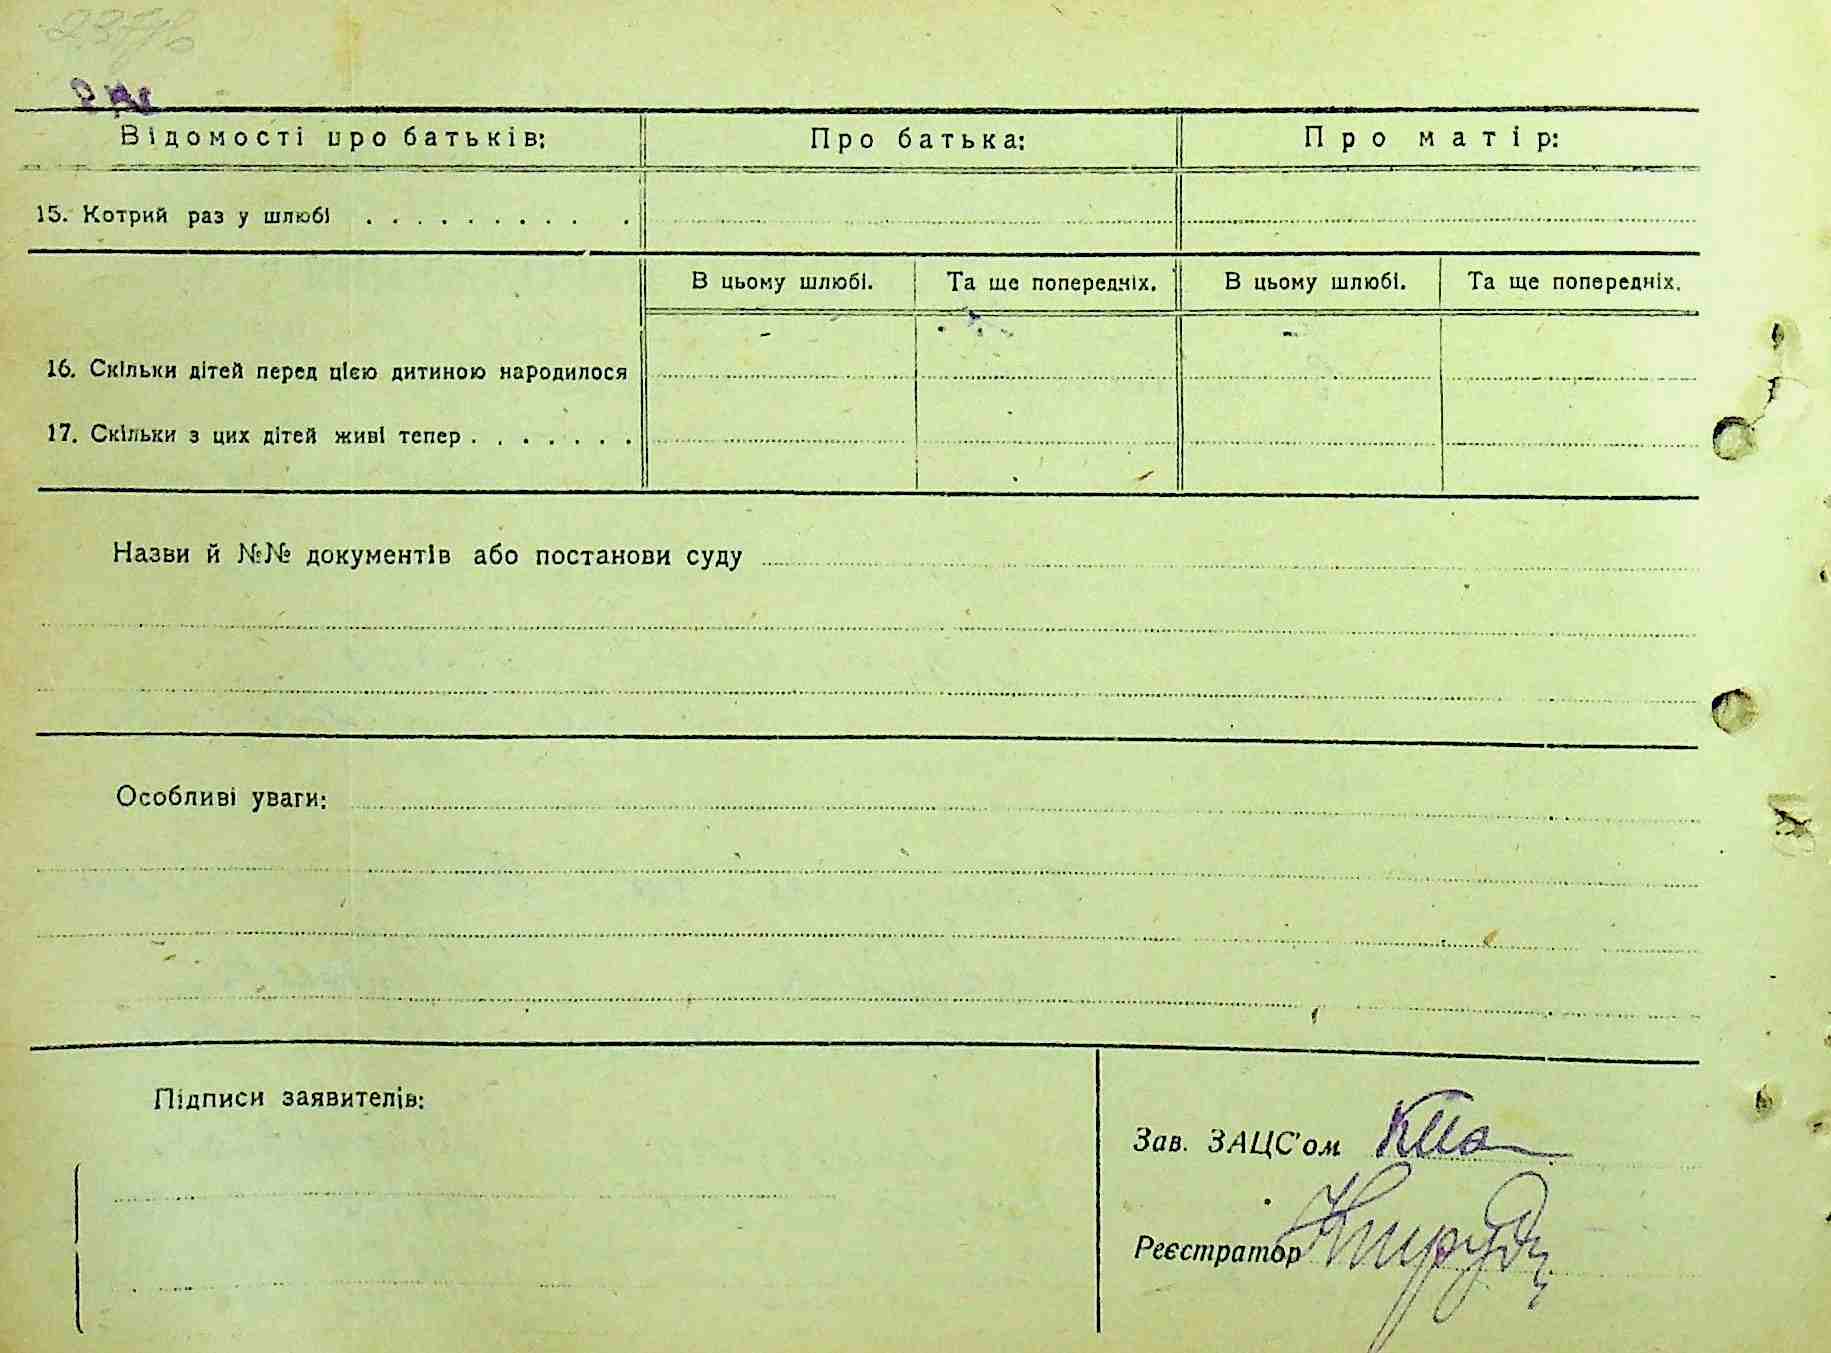 Відомості про батьків: Про батька: Про матір:
15. Котрий раз у шлюбі . . . . . . . . . .
В цьому шлюбі. Та ще попередніх. В цьому шлюбі. Та ще попередніх.
16. Скільки дітей перед цією дитиною народилося
17. Скільки з цих дітей живі тепер . . . . . . .
Назви й №№ документів або постанови суду
Особливі уваги:
Підписи заявителів:
Зав. ЗАЦС'ом
Реєстратор